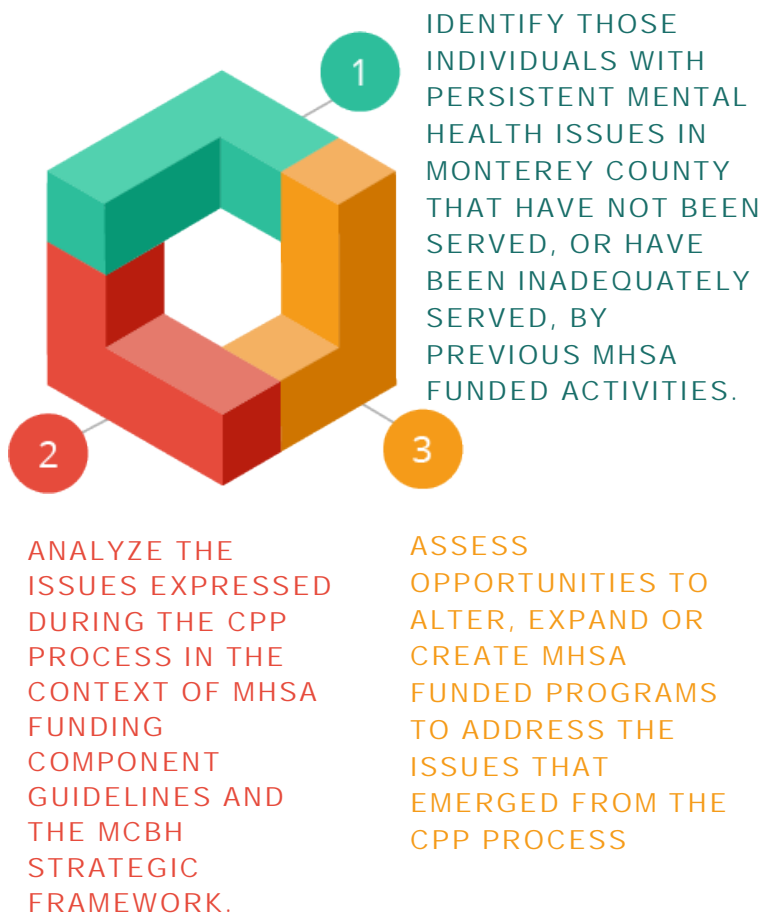 1
IDENTIFY THOSE
INDIVIDUALS WITH
PERSISTENT MENTAL
HEALTH ISSUES IN
MONTEREY COUNTY
THAT HAVE NOT BEEN
SERVED, OR HAVE
BEEN INADEQUATELY
SERVED, BY
PREVIOUS MHSA
FUNDED ACTIVITIES.
2
ANALYZE THE
ISSUES EXPRESSED
DURING THE CPP
PROCESS IN THE
CONTEXT OF MHSA
FUNDING
COMPONENT
GUIDELINES AND
THE MCBH
STRATEGIC
FRAMEWORK.
3
ASSESS
OPPORTUNITIES TO
ALTER, EXPAND OR
CREATE MHSA
FUNDED PROGRAMS
TO ADDRESS THE
ISSUES THAT
EMERGED FROM THE
CPP PROCESS